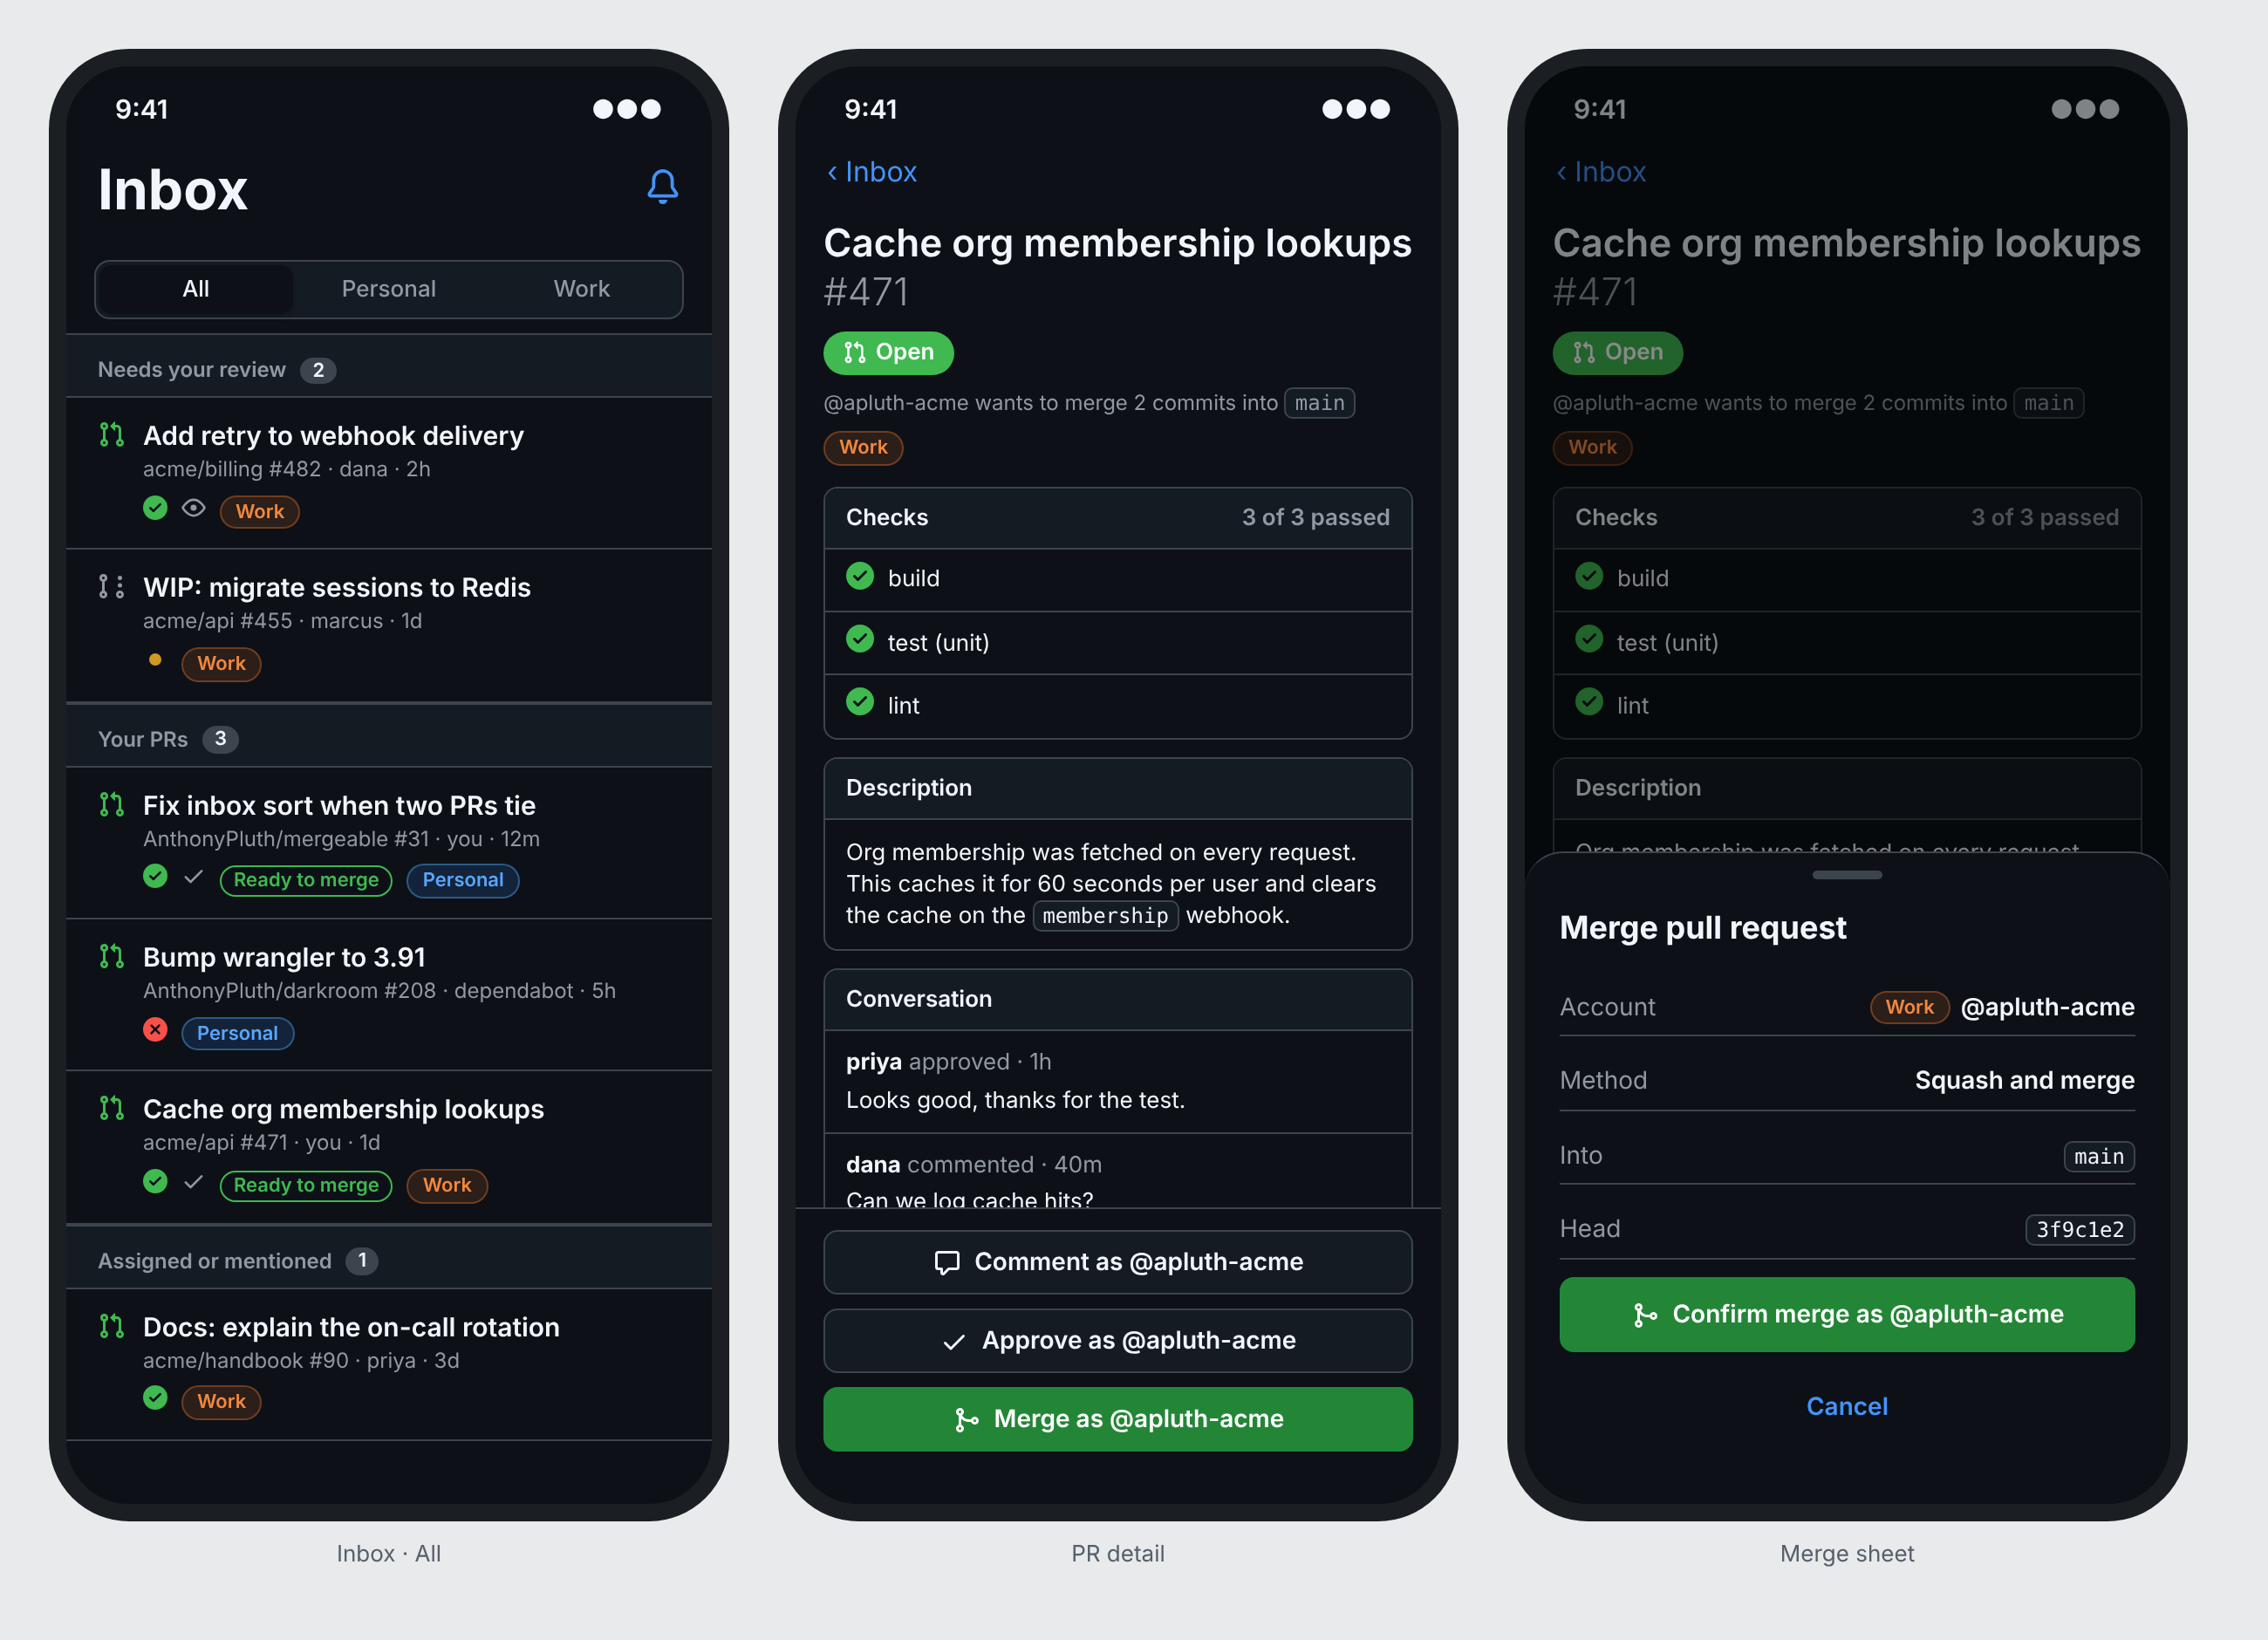 9:41
Inbox
All Personal Work
Needs your review 2
Add retry to webhook delivery
acme/billing #482 · dana · 2h
Work
WIP: migrate sessions to Redis
acme/api #455 · marcus · 1d
Work
Your PRs 3
Fix inbox sort when two PRs tie
AnthonyPluth/mergeable #31 · you · 12m
Ready to merge Personal
Bump wrangler to 3.91
AnthonyPluth/darkroom #208 · dependabot · 5h
Personal
Cache org membership lookups
acme/api #471 · you · 1d
Ready to merge Work
Assigned or mentioned 1
Docs: explain the on-call rotation
acme/handbook #90 · priya · 3d
Work
Inbox · All
9:41
‹ Inbox
Cache org membership lookups
#471
Open
@apluth-acme wants to merge 2 commits into main
Work
Checks 3 of 3 passed
build
test (unit)
lint
Description
Org membership was fetched on every request.
This caches it for 60 seconds per user and clears
the cache on the membership webhook.
Conversation
priya approved · 1h
Looks good, thanks for the test.
dana commented · 40m
Can we log cache hits?
Comment as @apluth-acme
Approve as @apluth-acme
Merge as @apluth-acme
PR detail
9:41
‹ Inbox
Cache org membership lookups
#471
Open
@apluth-acme wants to merge 2 commits into main
Work
Checks 3 of 3 passed
build
test (unit)
lint
Description
Org membership was fetched on every request.
Merge pull request
Account Work @apluth-acme
Method Squash and merge
Into main
Head 3f9c1e2
Confirm merge as @apluth-acme
Cancel
Merge sheet